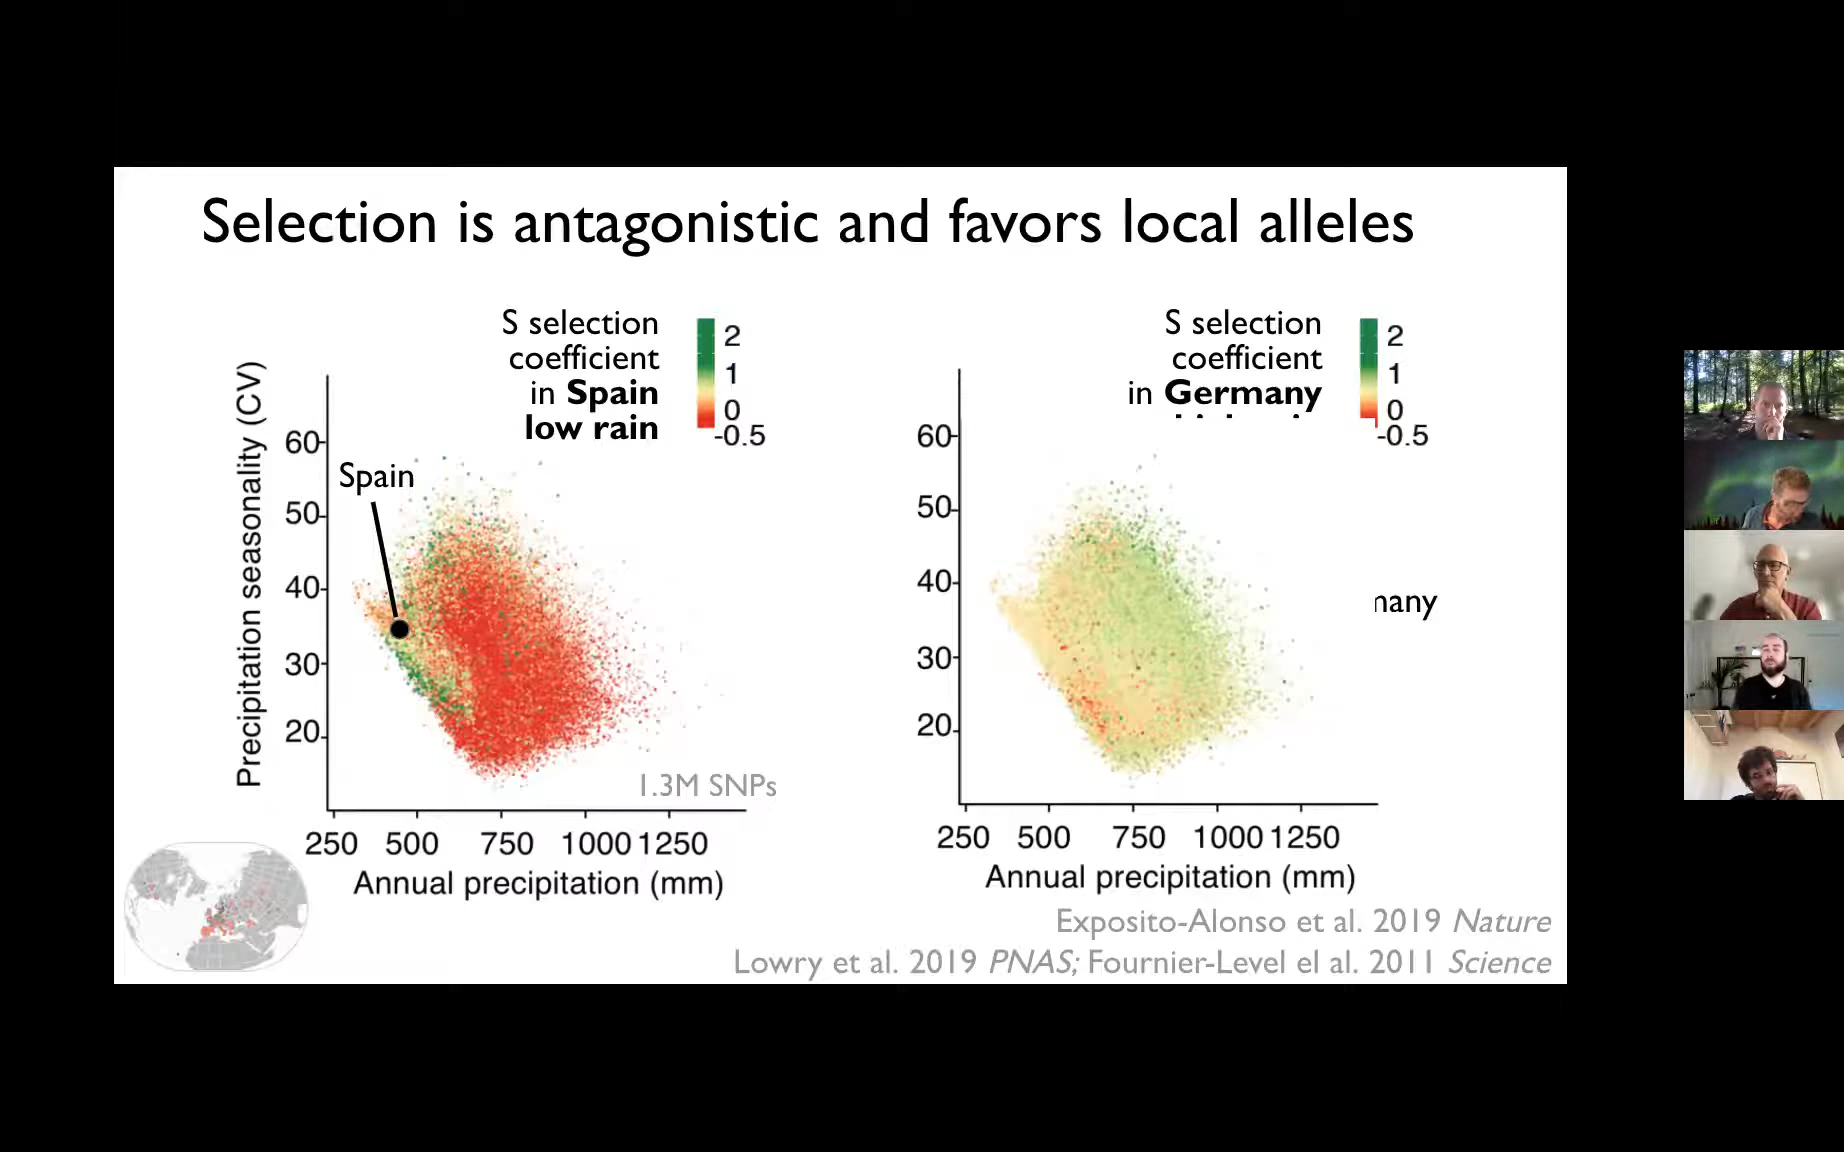 Selection is antagonistic and favors local alleles
S selection
coefficient
in Spain
low rain
2
1
0
-0.5
Precipitation seasonality (CV)
60
50
40
30
20
Spain
1.3M SNPs
250 500 750 1000 1250
Annual precipitation (mm)
S selection
coefficient
in Germany
2
1
0
-0.5
60
50
40
30
20
many
250 500 750 1000 1250
Annual precipitation (mm)
Exposito-Alonso et al. 2019 Nature
Lowry et al. 2019 PNAS; Fournier-Level el al. 2011 Science